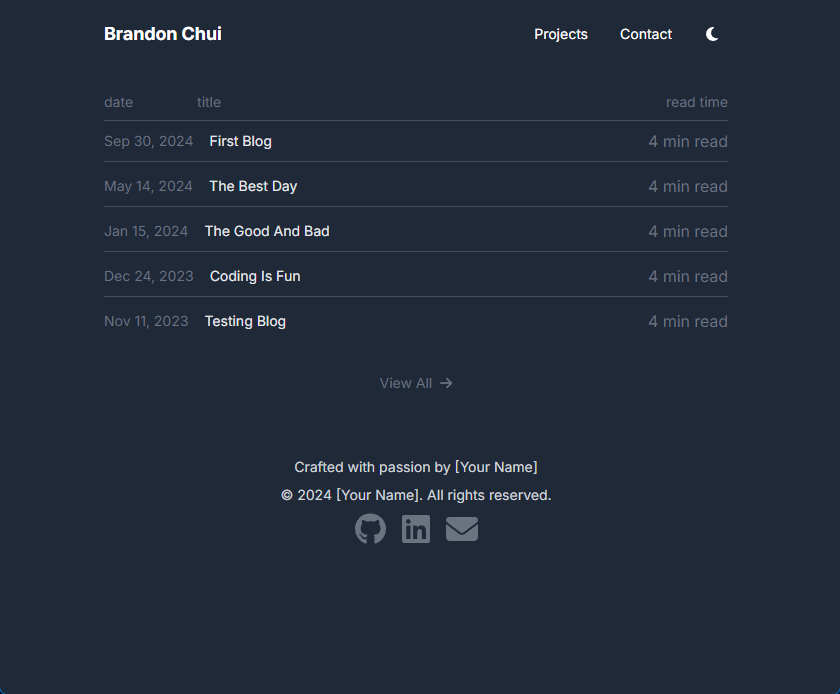 Brandon Chui Projects Contact
date title read time
Sep 30, 2024 First Blog 4 min read
May 14, 2024 The Best Day 4 min read
Jan 15, 2024 The Good And Bad 4 min read
Dec 24, 2023 Coding Is Fun 4 min read
Nov 11, 2023 Testing Blog 4 min read
View All →
Crafted with passion by [Your Name]
© 2024 [Your Name]. All rights reserved.
in